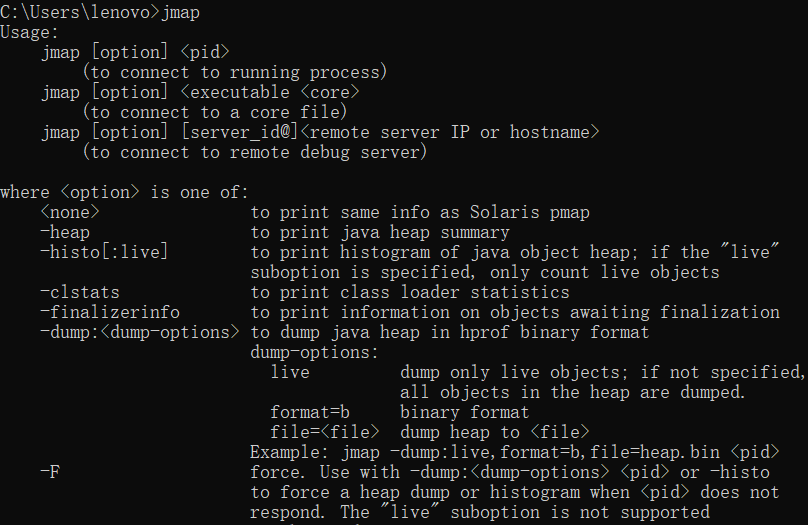 C:\Users\lenovo>jmap
Usage:
    jmap [option] <pid>
        (to connect to running process)
    jmap [option] <executable <core>
        (to connect to a core file)
    jmap [option] [server_id@]<remote server IP or hostname>
        (to connect to remote debug server)

where <option> is one of:
    <none>               to print same info as Solaris pmap
    -heap                to print java heap summary
    -histo[:live]        to print histogram of java object heap; if the "live"
                         suboption is specified, only count live objects
    -clstats             to print class loader statistics
    -finalizerinfo       to print information on objects awaiting finalization
    -dump:<dump-options> to dump java heap in hprof binary format
                         dump-options:
                           live         dump only live objects; if not specified,
                                        all objects in the heap are dumped.
                           format=b     binary format
                           file=<file>  dump heap to <file>
                         Example: jmap -dump:live,format=b,file=heap.bin <pid>
    -F                   force. Use with -dump:<dump-options> <pid> or -histo
                         to force a heap dump or histogram when <pid> does not
                         respond. The "live" suboption is not supported